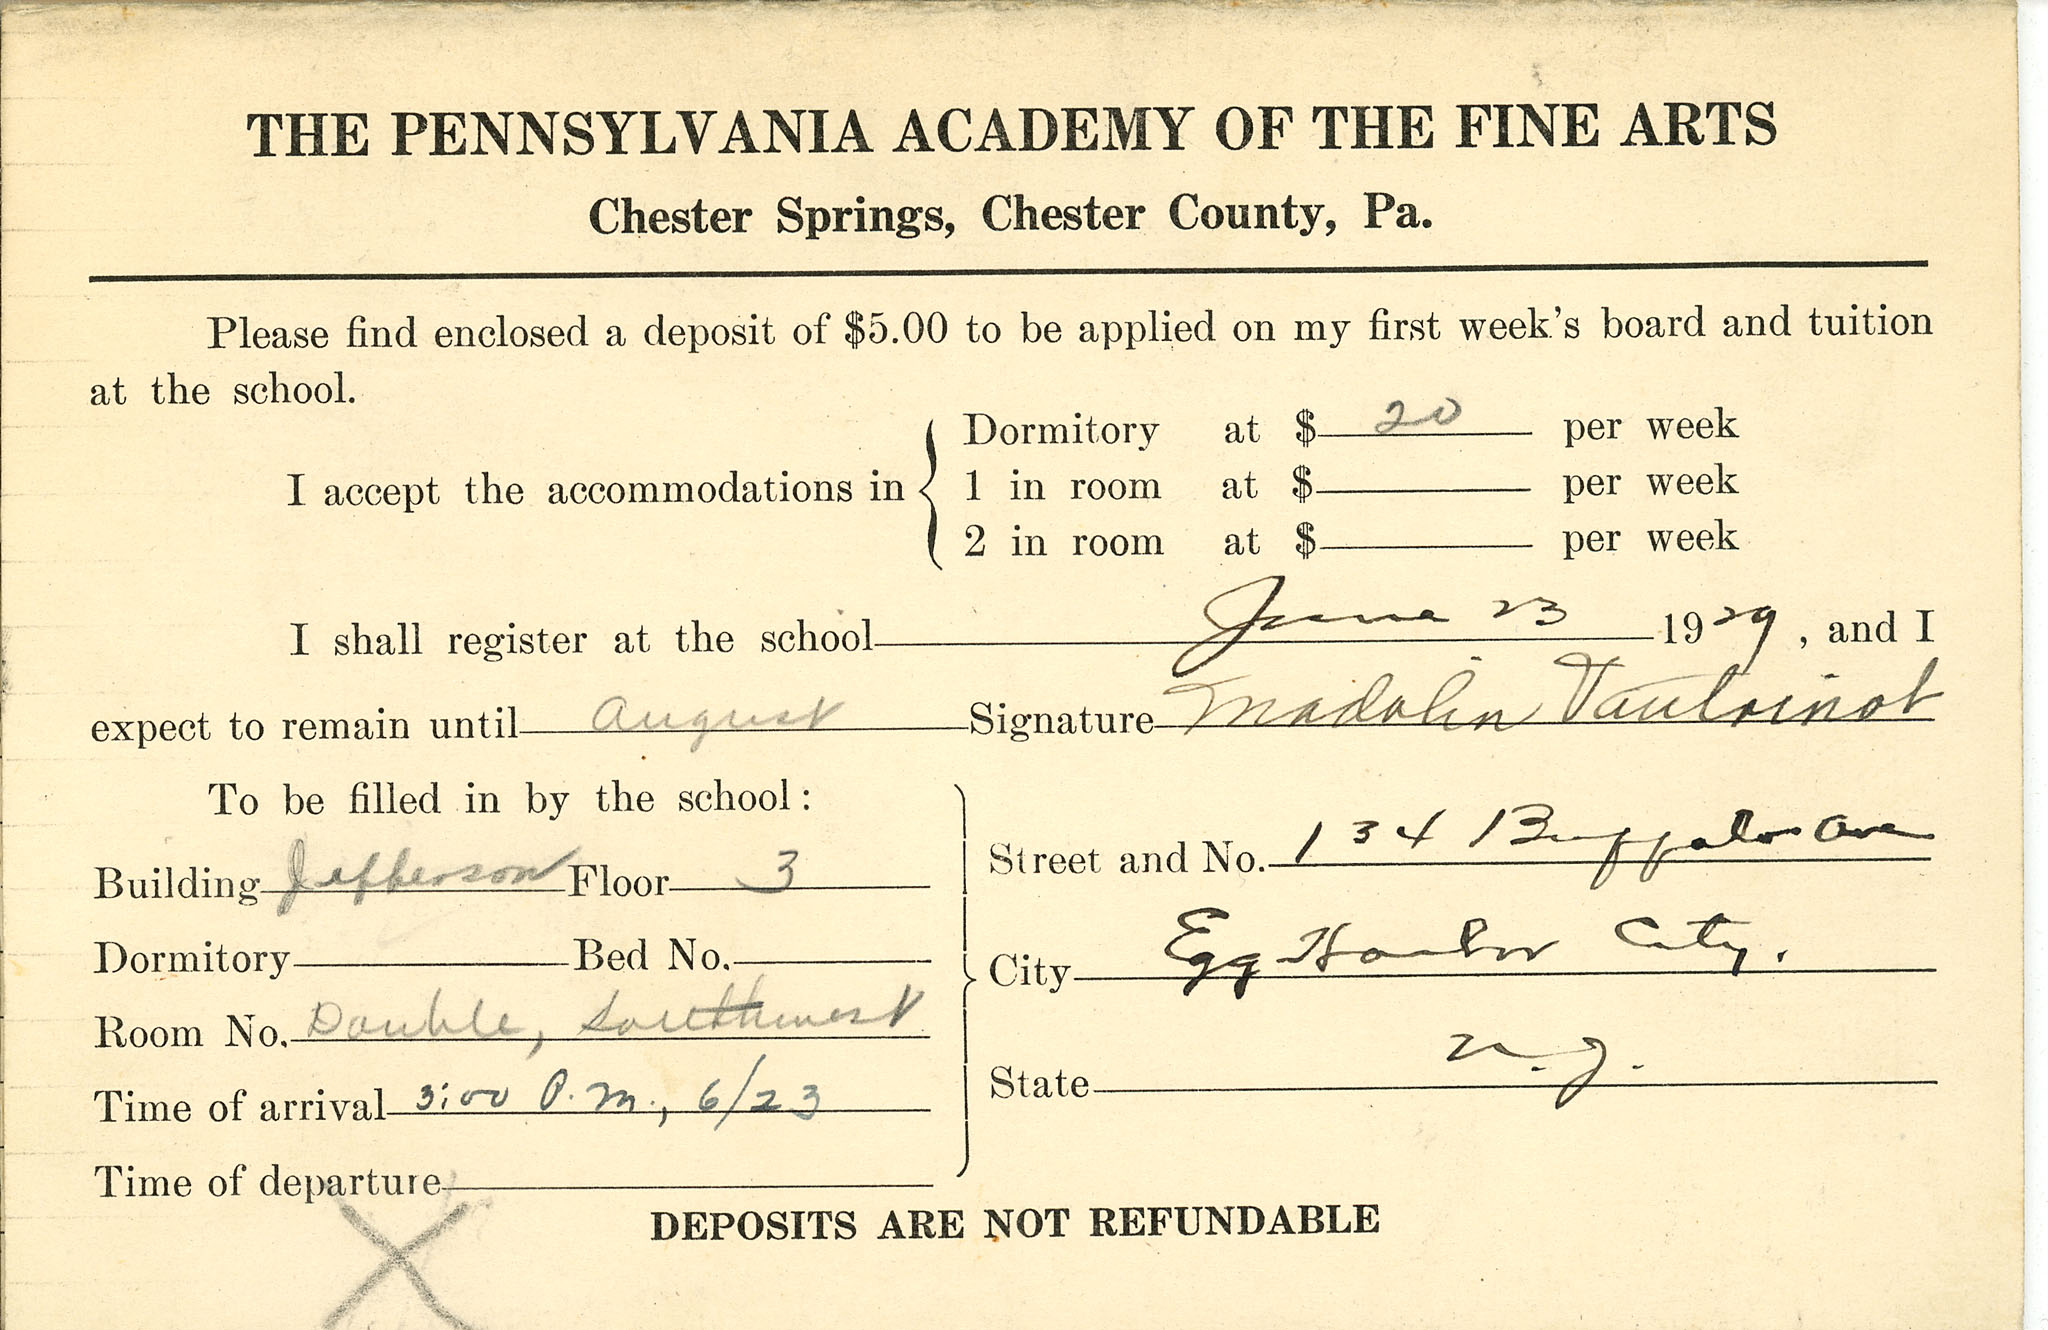 THE PENNSYLVANIA ACADEMY OF THE FINE ARTS
Chester Springs, Chester County, Pa.
Please find enclosed a deposit of $5.00 to be applied on my first week's board and tuition
at the school.
I accept the accommodations in
Dormitory at $ 20 per week
1 in room at $ per week
2 in room at $ per week
I shall register at the school June 23 1929, and I
expect to remain until August Signature Madolin Vautrinot
To be filled in by the school:
Building Jefferson Floor 3
Dormitory Bed No.
Room No. Double, Southwest
Time of arrival 3:00 P.M., 6/23
Time of departure
Street and No. 134 Buffalo Ave
City Egg Harbor City.
State N.J.
DEPOSITS ARE NOT REFUNDABLE